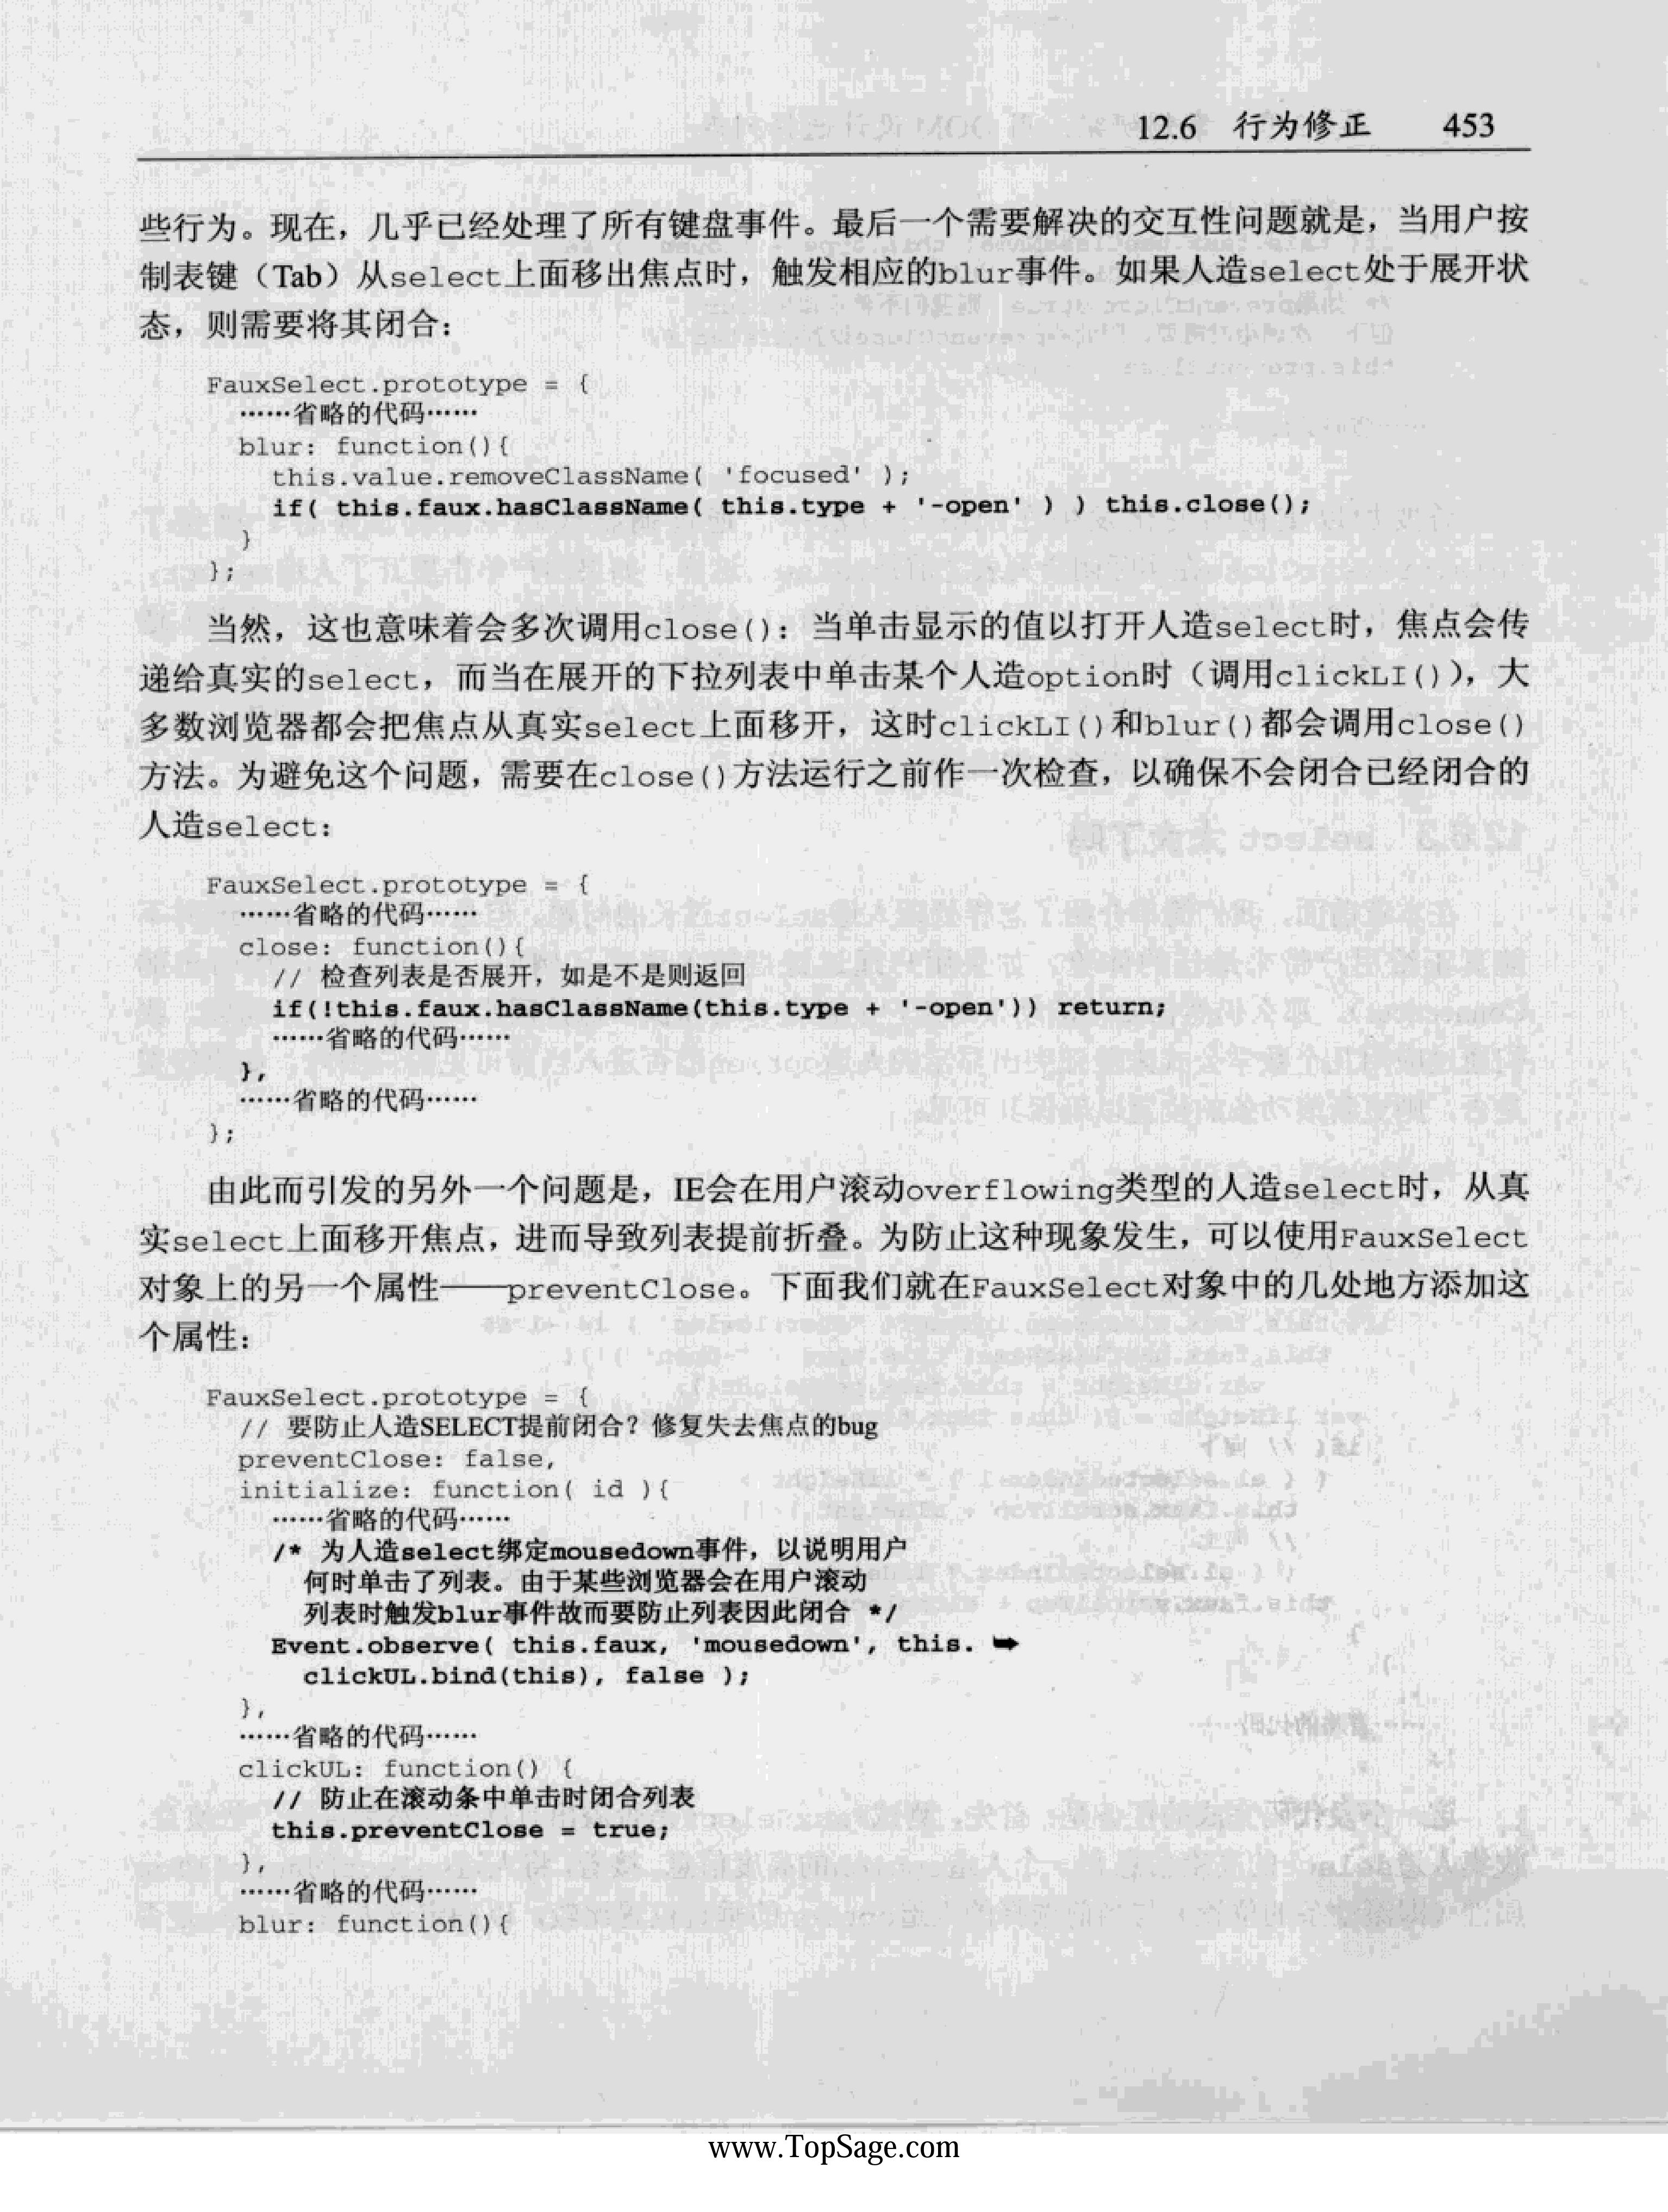 12.6 行为修正 453
些行为。现在，几乎已经处理了所有键盘事件。最后一个需要解决的交互性问题就是，当用户按
制表键（Tab）从select上面移出焦点时，触发相应的blur事件。如果人造select处于展开状
态，则需要将其闭合：
FauxSelect.prototype = {
……省略的代码……
blur: function(){
this.value.removeClassName( 'focused' );
if( this.faux.hasClassName( this.type + '-open' ) ) this.close();
}
};
当然，这也意味着会多次调用close()：当单击显示的值以打开人造select时，焦点会传
递给真实的select，而当在展开的下拉列表中单击某个人造option时（调用clickLI()），大
多数浏览器都会把焦点从真实select上面移开，这时clickLI()和blur()都会调用close()
方法。为避免这个问题，需要在close()方法运行之前作一次检查，以确保不会闭合已经闭合的
人造select：
FauxSelect.prototype = {
……省略的代码……
close: function(){
// 检查列表是否展开，如是不是则返回
if(!this.faux.hasClassName(this.type + '-open')) return;
……省略的代码……
},
……省略的代码……
};
由此而引发的另外一个问题是，IE会在用户滚动overflowing类型的人造select时，从真
实select上面移开焦点，进而导致列表提前折叠。为防止这种现象发生，可以使用FauxSelect
对象上的另一个属性——preventClose。下面我们就在FauxSelect对象中的几处地方添加这
个属性：
FauxSelect.prototype = {
// 要防止人造SELECT提前闭合？修复失去焦点的bug
preventClose: false,
initialize: function( id ){
……省略的代码……
/* 为人造select绑定mousedown事件，以说明用户
何时单击了列表。由于某些浏览器会在用户滚动
列表时触发blur事件故而要防止列表因此闭合 */
Event.observe( this.faux, 'mousedown', this. ➥
clickUL.bind(this), false );
},
……省略的代码……
clickUL: function() {
// 防止在滚动条中单击时闭合列表
this.preventClose = true;
},
……省略的代码……
blur: function(){
www.TopSage.com